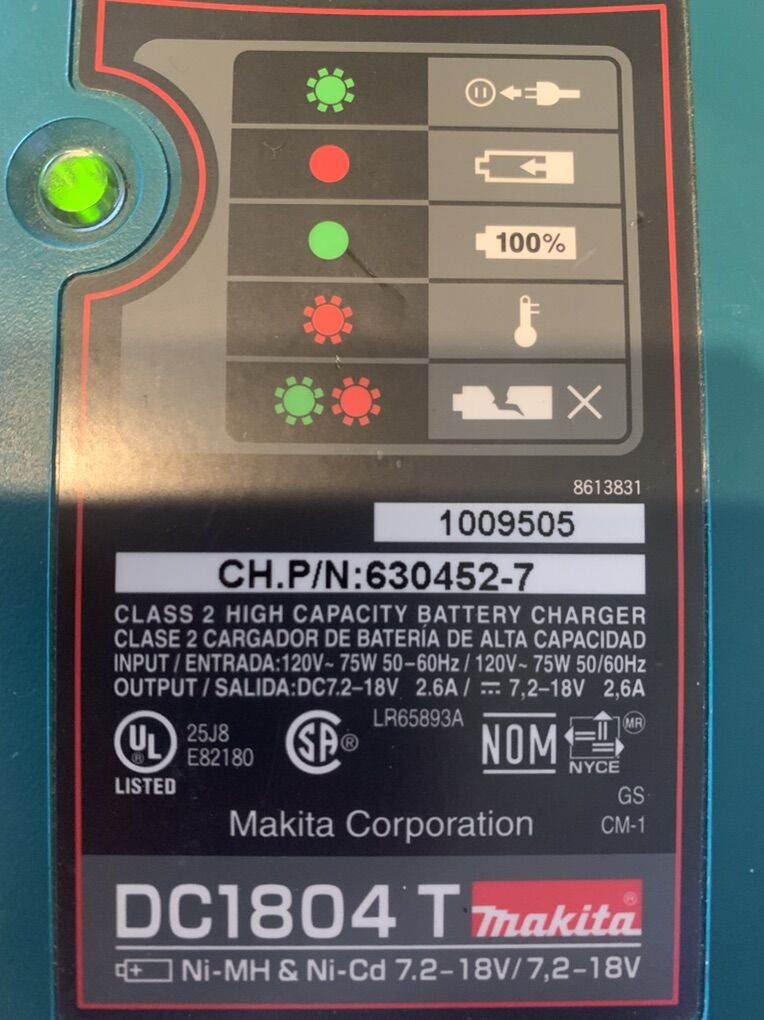 100%
8613831
1009505
CH.P/N:630452-7
CLASS 2 HIGH CAPACITY BATTERY CHARGER
CLASE 2 CARGADOR DE BATERÍA DE ALTA CAPACIDAD
INPUT / ENTRADA:120V~ 75W 50–60Hz / 120V~ 75W 50/60Hz
OUTPUT / SALIDA:DC7.2–18V 2.6A / ⎓ 7,2–18V 2,6A
UL ® LISTED
25J8
E82180
SA ®
LR65893A
NOM
NYCE MR
GS
CM-1
Makita Corporation
DC1804 T makita ®
Ni-MH & Ni-Cd 7.2–18V/ 7,2–18V